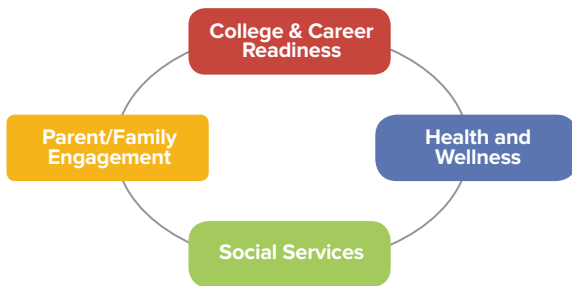 College & Career
Readiness
Parent/Family
Engagement
Health and
Wellness
Social Services